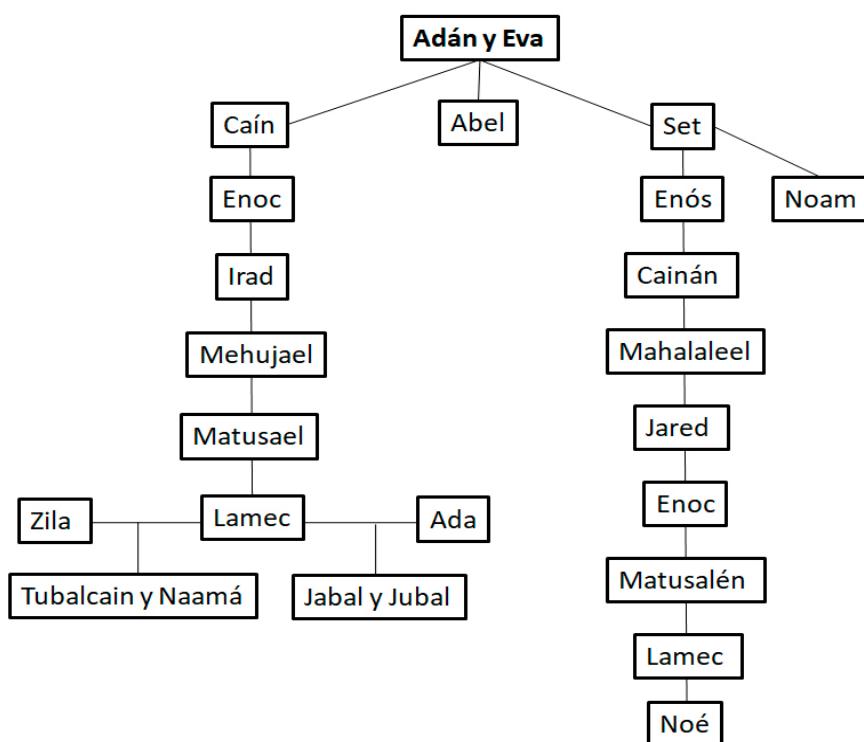 Adán y Eva
Caín
Abel
Set
Enoc
Enós
Noam
Irad
Cainán
Mehujael
Mahalaleel
Matusael
Jared
Zila
Lamec
Ada
Enoc
Tubalcain y Naamá
Jabal y Jubal
Matusalén
Lamec
Noé